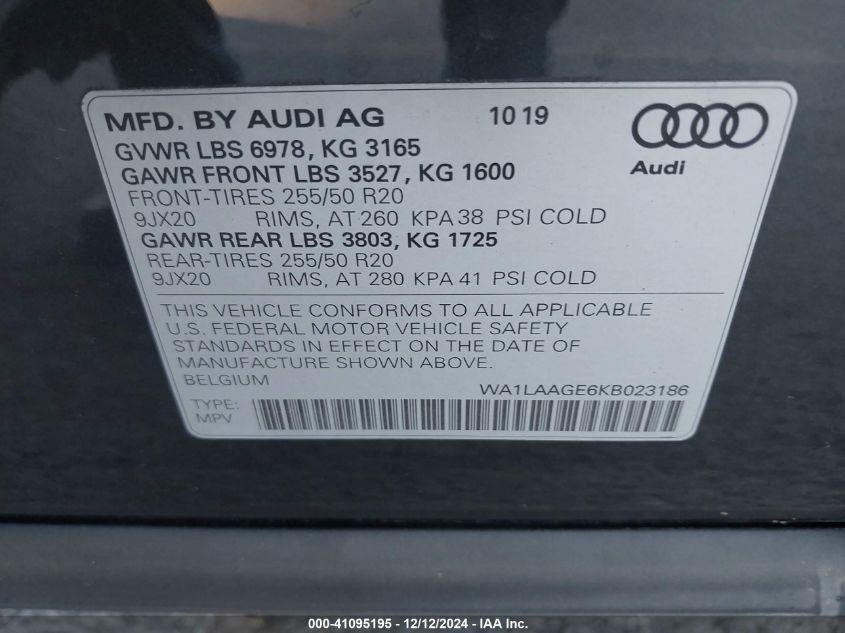 MFD. BY AUDI AG 10 19
GVWR LBS 6978, KG 3165
GAWR FRONT LBS 3527, KG 1600
FRONT-TIRES 255/50 R20
9JX20 RIMS, AT 260 KPA 38 PSI COLD
GAWR REAR LBS 3803, KG 1725
REAR-TIRES 255/50 R20
9JX20 RIMS, AT 280 KPA 41 PSI COLD
Audi
THIS VEHICLE CONFORMS TO ALL APPLICABLE
U.S. FEDERAL MOTOR VEHICLE SAFETY
STANDARDS IN EFFECT ON THE DATE OF
MANUFACTURE SHOWN ABOVE.
BELGIUM
WA1LAAGE6KB023186
TYPE:
MPV
000-41095195 - 12/12/2024 - IAA Inc.